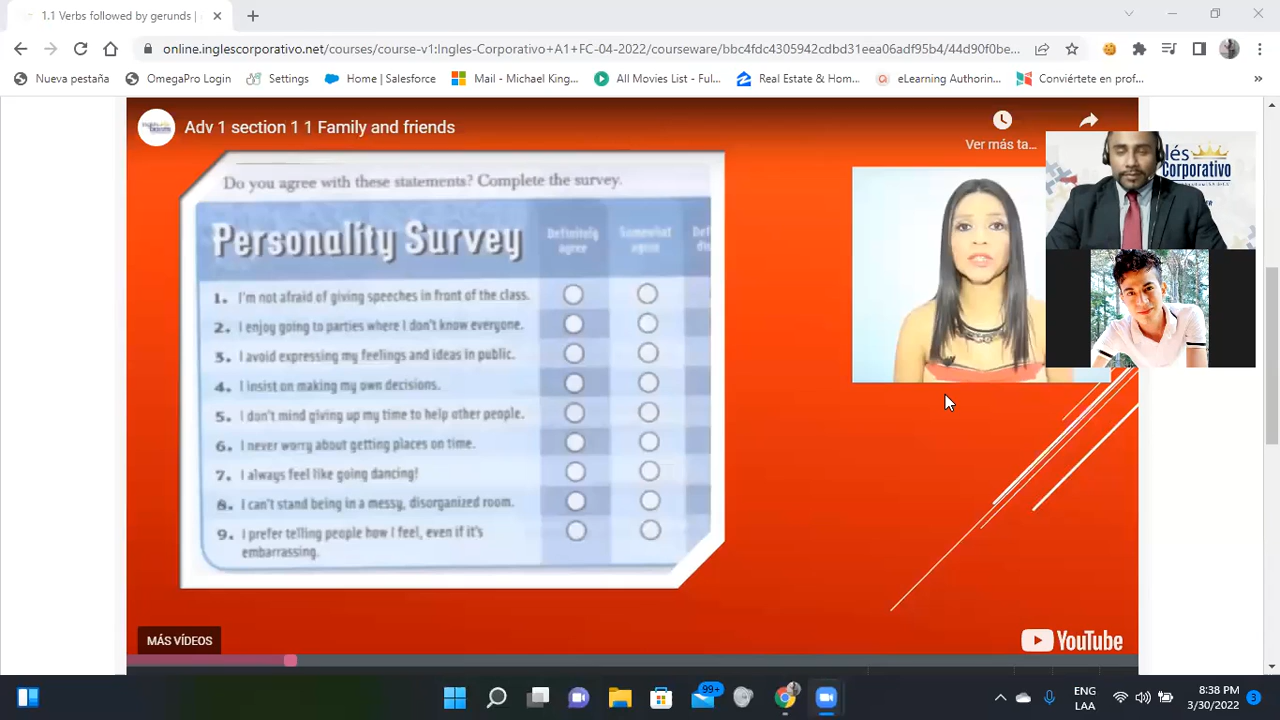 1.1 Verbs followed by gerunds |
online.inglescorporativo.net/courses/course-v1:Ingles-Corporativo+A1+FC-04-2022/courseware/bbc4fdc4305942cdbd31eea06adf95b4/44d90f0be...
Nueva pestaña OmegaPro Login Settings Home | Salesforce Mail - Michael King... All Movies List - Ful... Real Estate & Hom... eLearning Authorin... Conviértete en prof...
Adv 1 section 1 1 Family and friends
Ver más ta...
Corporativo
Do you agree with these statements? Complete the survey.
Personality Survey
Definitely agree
Somewhat agree
1. I'm not afraid of giving speeches in front of the class.
2. I enjoy going to parties where I don't know everyone.
3. I avoid expressing my feelings and ideas in public.
4. I insist on making my own decisions.
5. I don't mind giving up my time to help other people.
6. I never worry about getting places on time.
7. I always feel like going dancing!
8. I can't stand being in a messy, disorganized room.
9. I prefer telling people how I feel, even if it's
embarrassing.
MÁS VÍDEOS
YouTube
99+
ENG
LAA
8:38 PM
3/30/2022
3